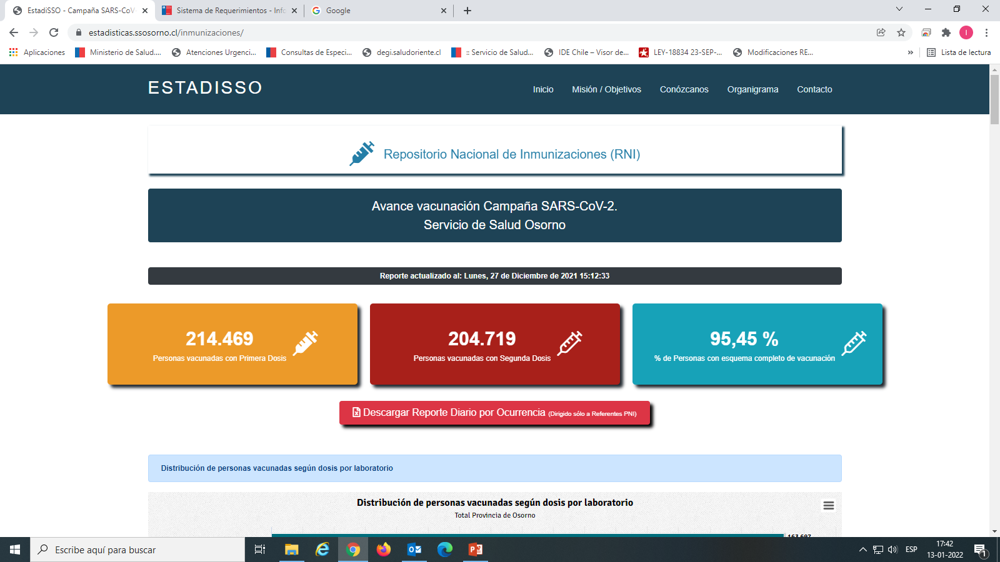 EstadiSSO - Campaña SARS-CoV-
Sistema de Requerimientos - Info
Google
estadisticas.ssosorno.cl/inmunizaciones/
I
Aplicaciones
Ministerio de Salud....
Atenciones Urgenci...
Consultas de Especi...
degi.saludoriente.cl
:: Servicio de Salud...
IDE Chile – Visor de...
LEY-18834 23-SEP-...
Modificaciones RE...
»
Lista de lectura
ESTADISSO
Inicio
Misión / Objetivos
Conózcanos
Organigrama
Contacto
Repositorio Nacional de Inmunizaciones (RNI)
Avance vacunación Campaña SARS-CoV-2.
Servicio de Salud Osorno
Reporte actualizado al: Lunes, 27 de Diciembre de 2021 15:12:33
214.469
Personas vacunadas con Primera Dosis
204.719
Personas vacunadas con Segunda Dosis
95,45 %
% de Personas con esquema completo de vacunación
Descargar Reporte Diario por Ocurrencia (Dirigido sólo a Referentes PNI)
Distribución de personas vacunadas según dosis por laboratorio
Distribución de personas vacunadas según dosis por laboratorio
Total Provincia de Osorno
Escribe aquí para buscar
ESP
17:42
13-01-2022
1